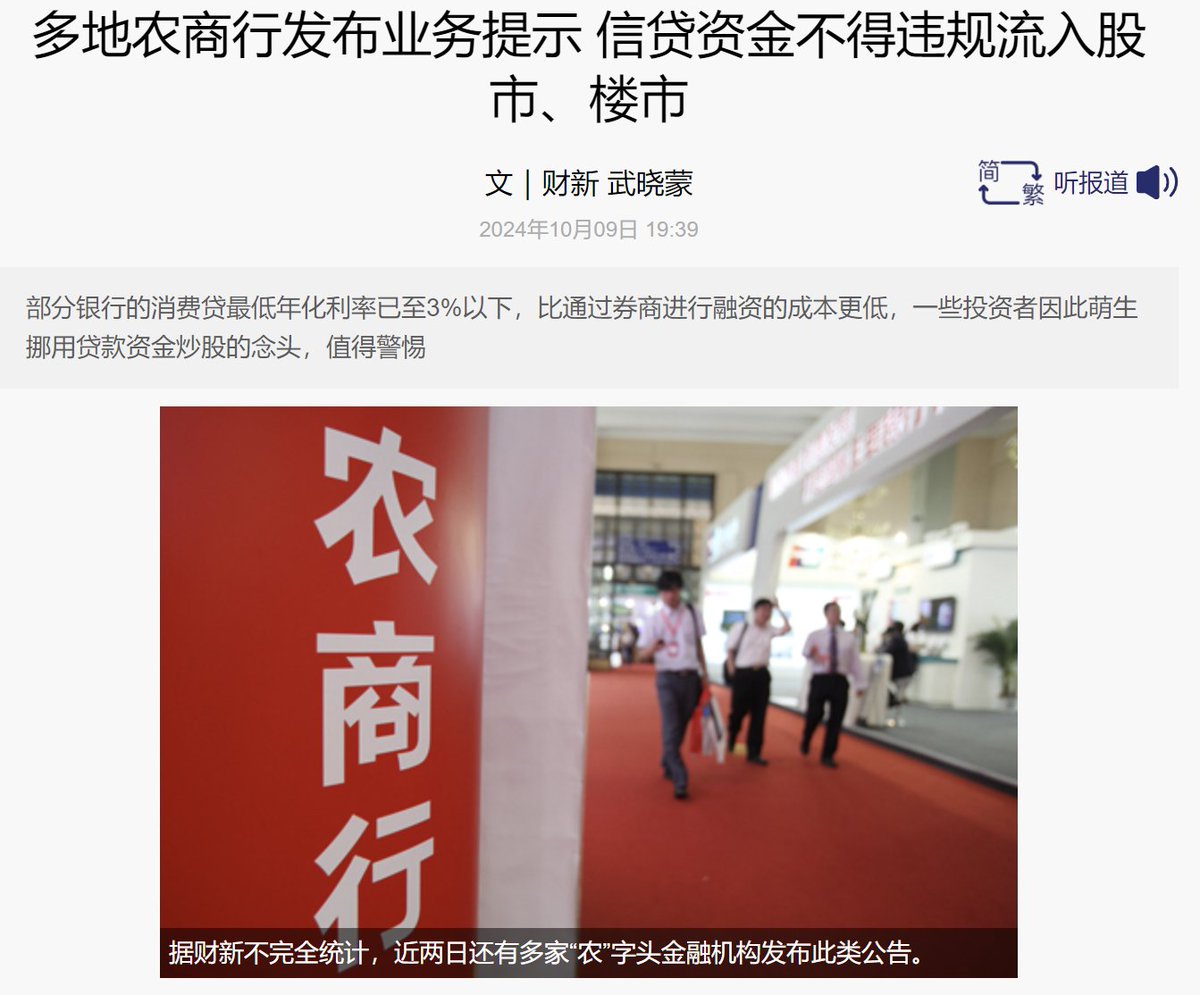 多地农商行发布业务提示 信贷资金不得违规流入股
市、楼市
文｜财新 武晓蒙
简
繁
听报道
2024年10月09日 19:39
部分银行的消费贷最低年化利率已至3%以下，比通过券商进行融资的成本更低，一些投资者因此萌生
挪用贷款资金炒股的念头，值得警惕
农
商
行
据财新不完全统计，近两日还有多家“农”字头金融机构发布此类公告。